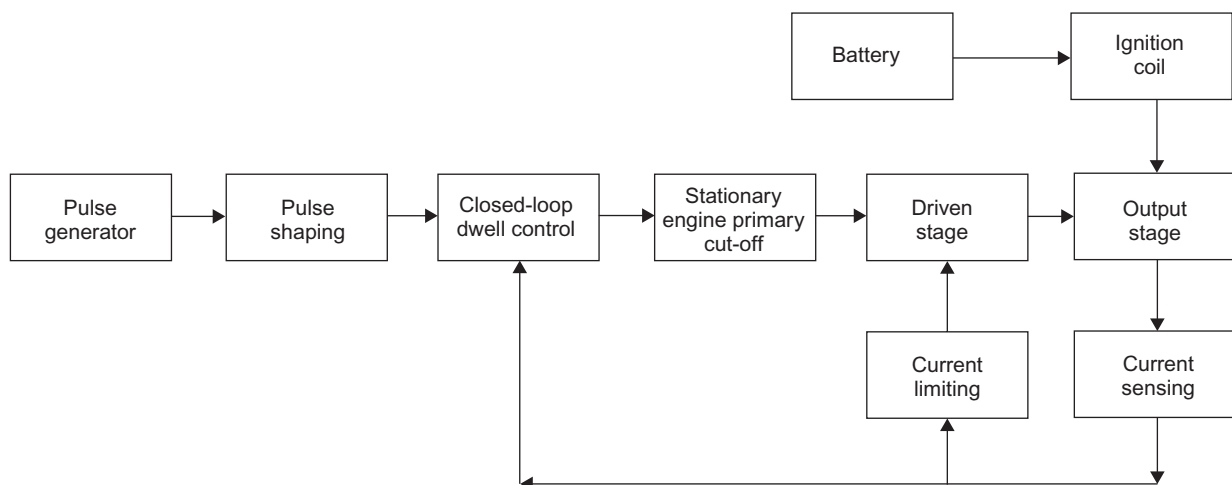 Battery
Ignition
coil
Pulse
generator
Pulse
shaping
Closed-loop
dwell control
Stationary
engine primary
cut-off
Driven
stage
Output
stage
Current
limiting
Current
sensing